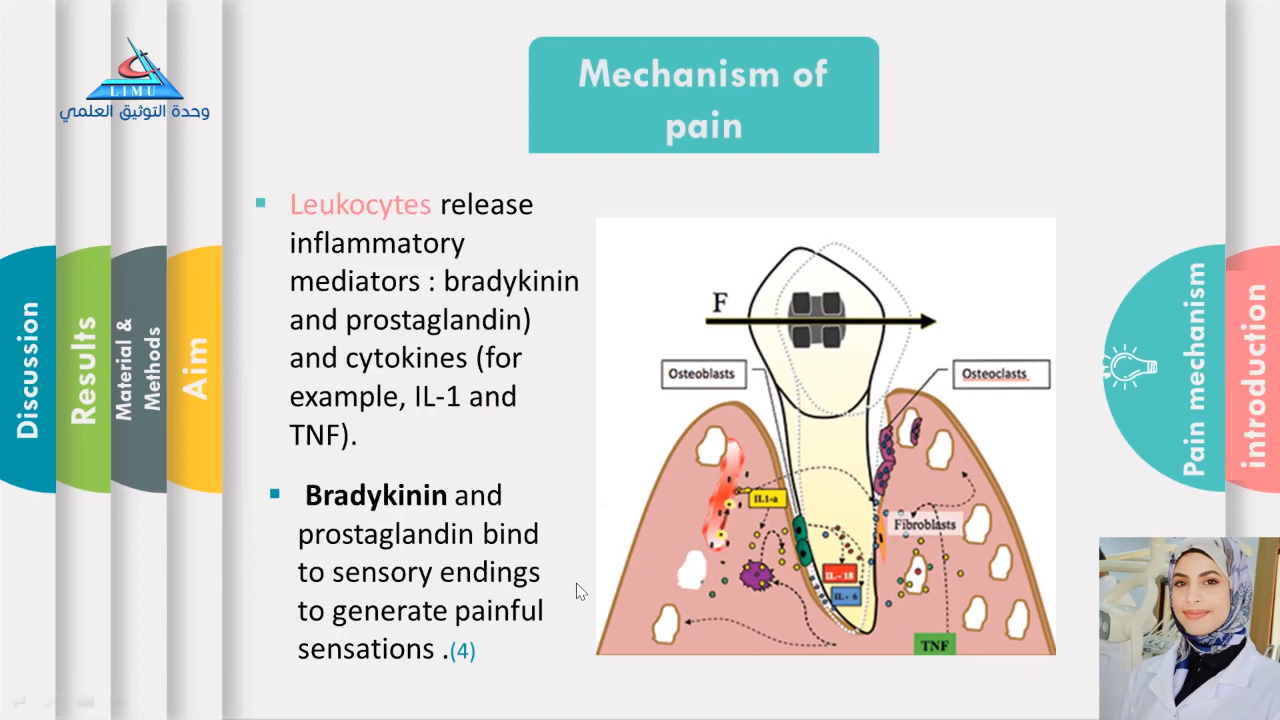 LIMU
وحدة التوثيق العلمي
Mechanism of
pain
Leukocytes release
inflammatory
mediators : bradykinin
and prostaglandin)
and cytokines (for
example, IL-1 and
TNF).
Bradykinin and
prostaglandin bind
to sensory endings
to generate painful
sensations .(4)
F
Osteoblasts
Osteoclasts
IL1-a
Fibroblasts
IL - 18
IL - 6
TNF
Discussion
Results
Material &
Methods
Aim
Pain mechanism
introduction